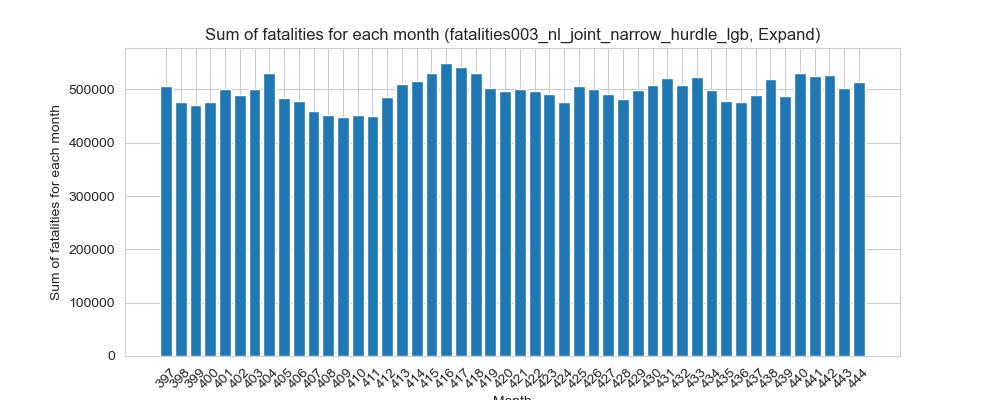 Sum of fatalities for each month (fatalities003_nl_joint_narrow_hurdle_lgb, Expand)
Sum of fatalities for each month
500000
400000
300000
200000
100000
0
397 398 399 400 401 402 403 404 405 406 407 408 409 410 411 412 413 414 415 416 417 418 419 420 421 422 423 424 425 426 427 428 429 430 431 432 433 434 435 436 437 438 439 440 441 442 443 444
Month